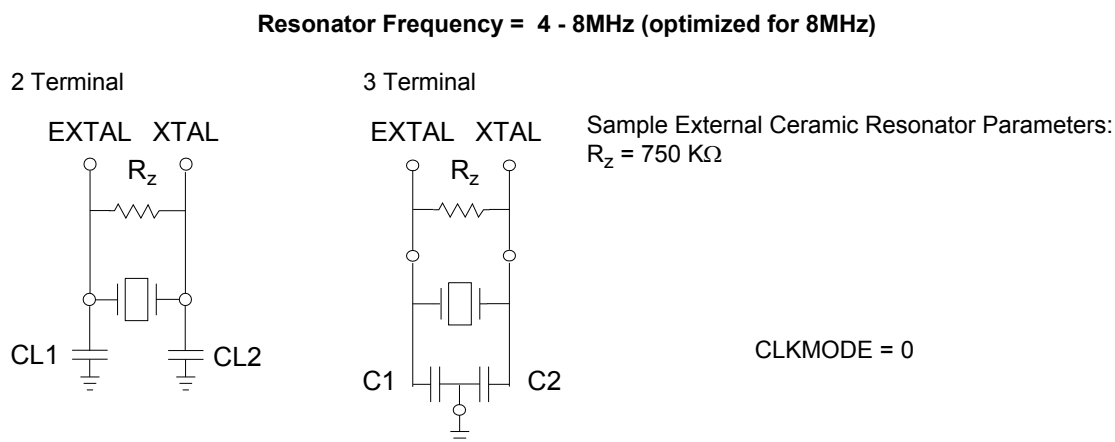 Resonator Frequency = 4 - 8MHz (optimized for 8MHz)
2 Terminal
3 Terminal
EXTAL XTAL
EXTAL XTAL
Sample External Ceramic Resonator Parameters:
Rz = 750 KΩ
Rz
Rz
CL1
CL2
C1
C2
CLKMODE = 0